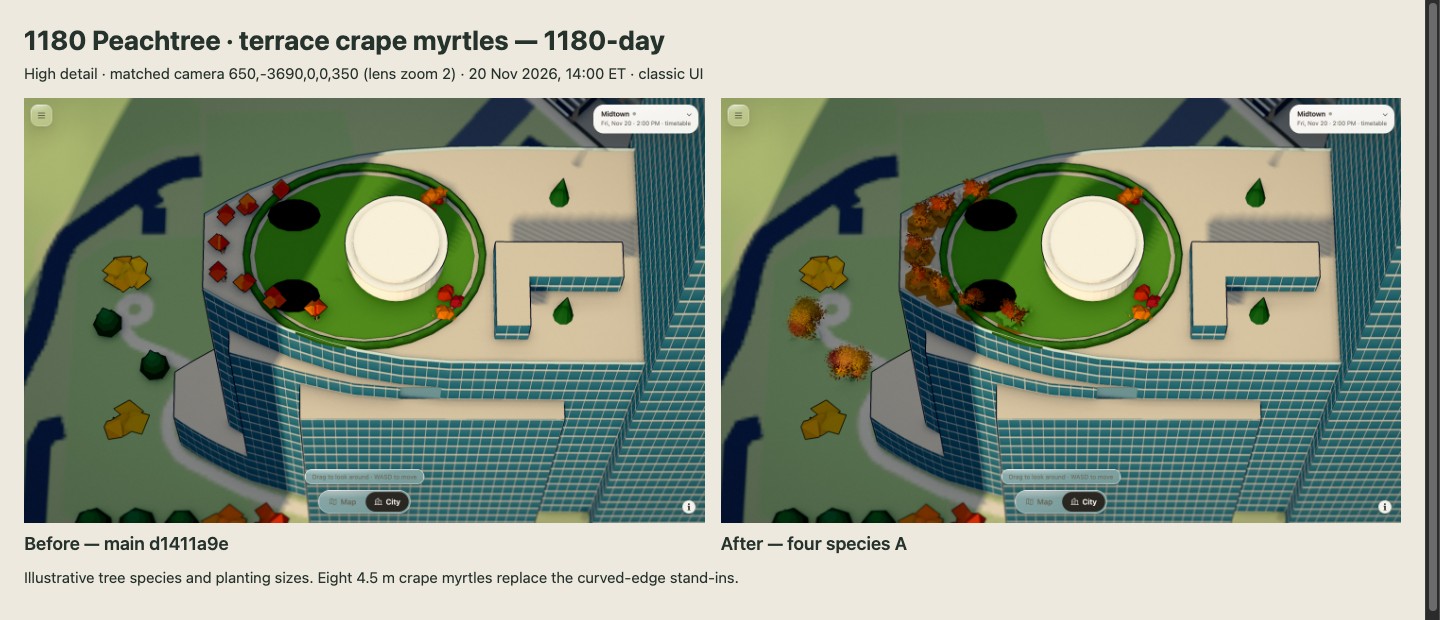 1180 Peachtree · terrace crape myrtles — 1180-day
High detail · matched camera 650,-3690,0,0,350 (lens zoom 2) · 20 Nov 2026, 14:00 ET · classic UI
Midtown
Fri, Nov 20 · 2:00 PM · timetable
Midtown
Fri, Nov 20 · 2:00 PM · timetable
Drag to look around · WASD to move
Map City
i
Drag to look around · WASD to move
Map City
i
Before — main d1411a9e
After — four species A
Illustrative tree species and planting sizes. Eight 4.5 m crape myrtles replace the curved-edge stand-ins.